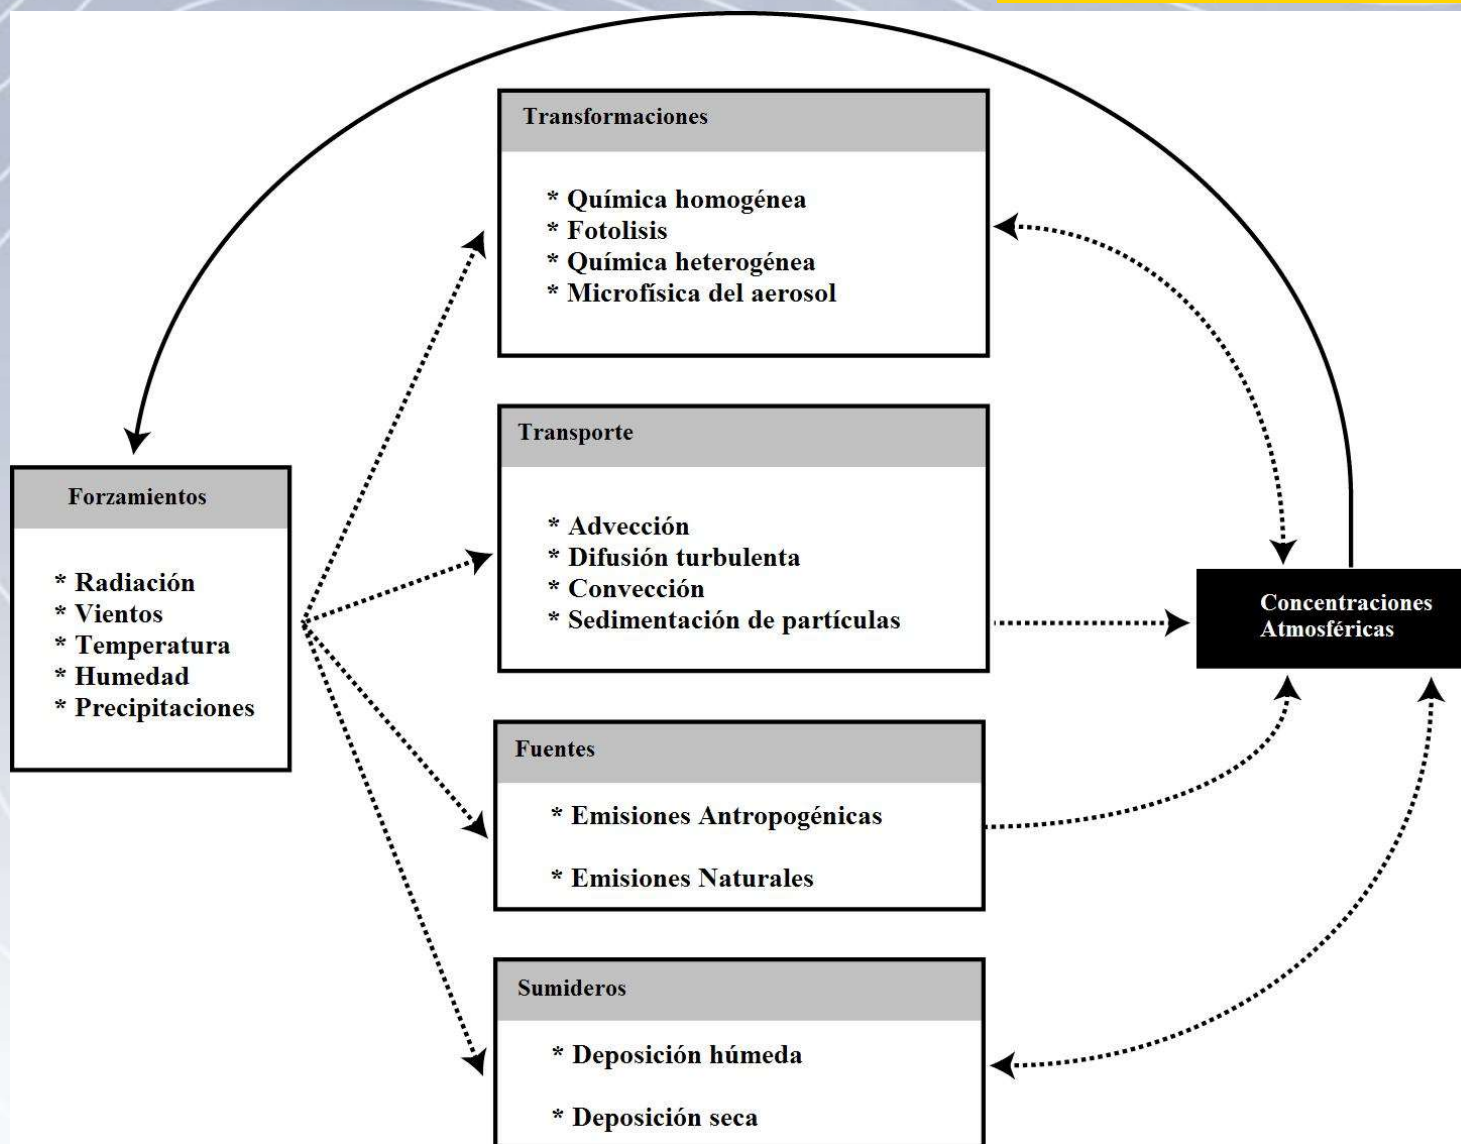 Transformaciones
* Química homogénea
* Fotolisis
* Química heterogénea
* Microfísica del aerosol
Transporte
* Advección
* Difusión turbulenta
* Convección
* Sedimentación de partículas
Forzamientos
* Radiación
* Vientos
* Temperatura
* Humedad
* Precipitaciones
Concentraciones
Atmosféricas
Fuentes
* Emisiones Antropogénicas
* Emisiones Naturales
Sumideros
* Deposición húmeda
* Deposición seca